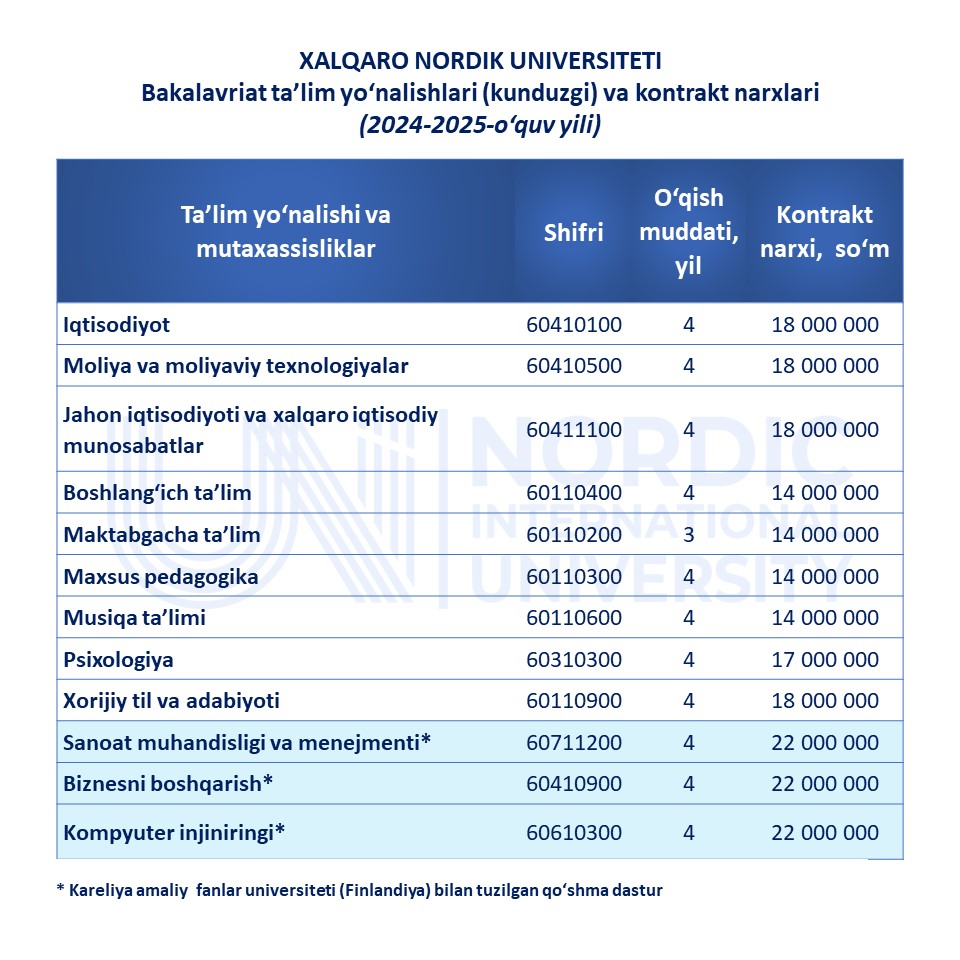 XALQARO NORDIK UNIVERSITETI
Bakalavriat ta’lim yo‘nalishlari (kunduzgi) va kontrakt narxlari
(2024-2025-o‘quv yili)
Ta’lim yo‘nalishi va
mutaxassisliklar
Shifri
O‘qish
muddati,
yil
Kontrakt
narxi, so‘m
Iqtisodiyot 60410100 4 18 000 000
Moliya va moliyaviy texnologiyalar 60410500 4 18 000 000
Jahon iqtisodiyoti va xalqaro iqtisodiy
munosabatlar 60411100 4 18 000 000
Boshlang‘ich ta’lim 60110400 4 14 000 000
Maktabgacha ta’lim 60110200 3 14 000 000
Maxsus pedagogika 60110300 4 14 000 000
Musiqa ta’limi 60110600 4 14 000 000
Psixologiya 60310300 4 17 000 000
Xorijiy til va adabiyoti 60110900 4 18 000 000
Sanoat muhandisligi va menejmenti* 60711200 4 22 000 000
Biznesni boshqarish* 60410900 4 22 000 000
Kompyuter injiniringi* 60610300 4 22 000 000
* Kareliya amaliy fanlar universiteti (Finlandiya) bilan tuzilgan qo‘shma dastur
UN
NORDIC
INTERNATIONAL
UNIVERSITY